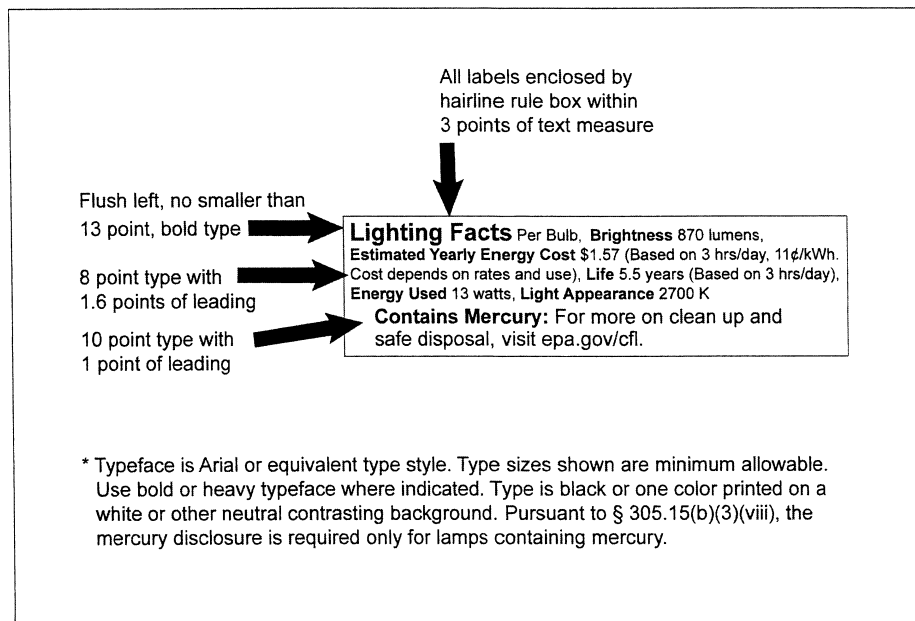 All labels enclosed by
hairline rule box within
3 points of text measure
Flush left, no smaller than
13 point, bold type
8 point type with
1.6 points of leading
10 point type with
1 point of leading
Lighting Facts Per Bulb, Brightness 870 lumens,
Estimated Yearly Energy Cost $1.57 (Based on 3 hrs/day, 11¢/kWh.
Cost depends on rates and use), Life 5.5 years (Based on 3 hrs/day),
Energy Used 13 watts, Light Appearance 2700 K
Contains Mercury: For more on clean up and
safe disposal, visit epa.gov/cfl.
* Typeface is Arial or equivalent type style. Type sizes shown are minimum allowable.
Use bold or heavy typeface where indicated. Type is black or one color printed on a
white or other neutral contrasting background. Pursuant to § 305.15(b)(3)(viii), the
mercury disclosure is required only for lamps containing mercury.